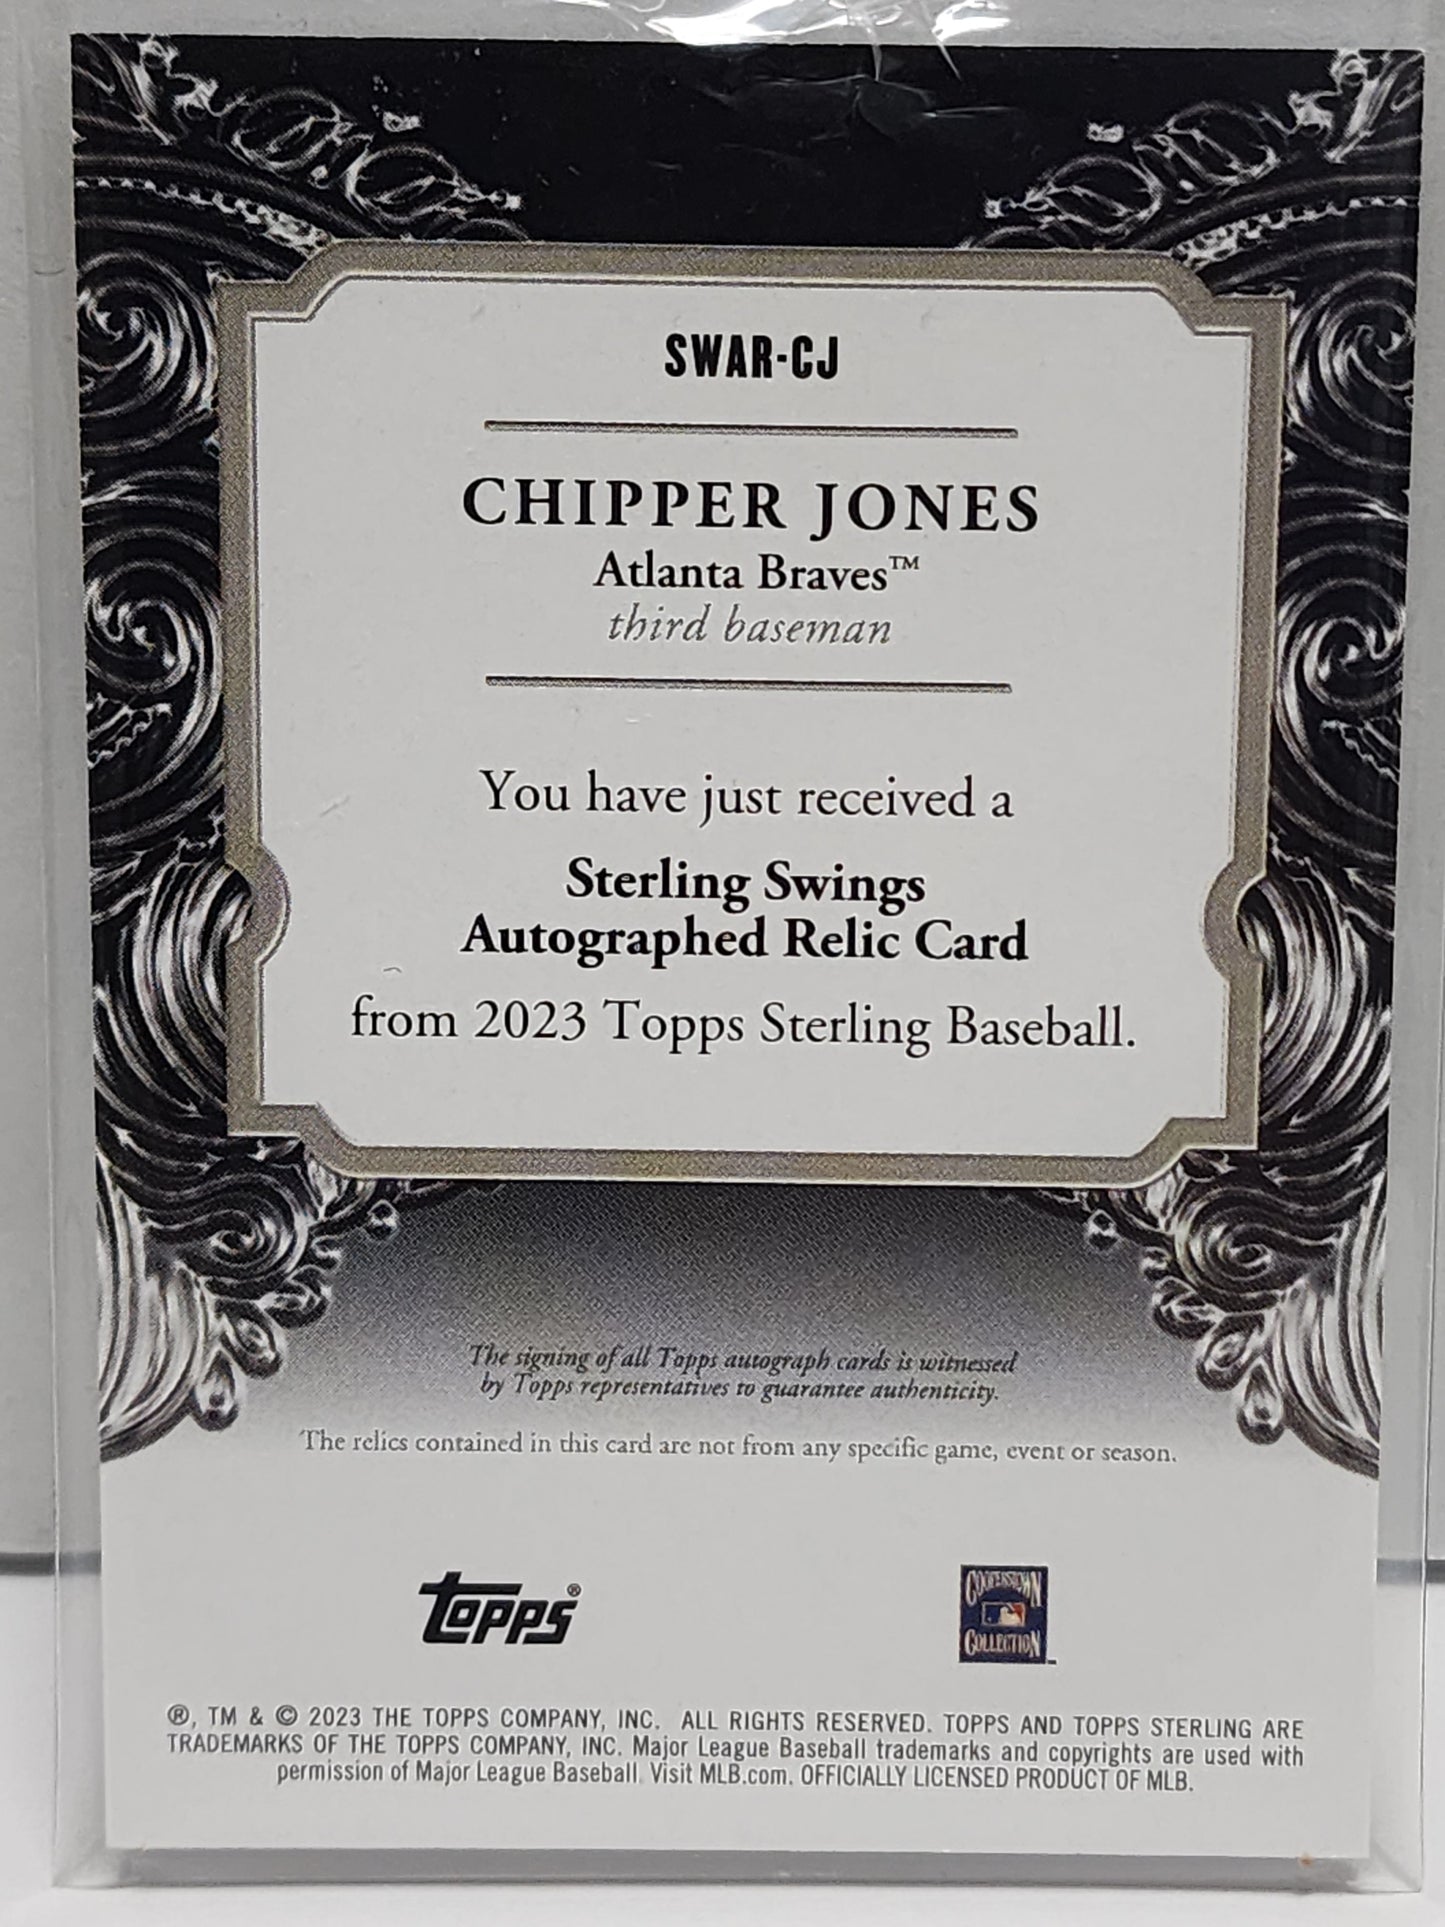 SWAR-CJ
CHIPPER JONES
Atlanta Braves™
third baseman
You have just received a
Sterling Swings
Autographed Relic Card
from 2023 Topps Sterling Baseball.
The signing of all Topps autograph cards is witnessed
by Topps representatives to guarantee authenticity.
The relics contained in this card are not from any specific game, event or season.
topps®
COOPERSTOWN
COLLECTION
®, TM & © 2023 THE TOPPS COMPANY, INC. ALL RIGHTS RESERVED. TOPPS AND TOPPS STERLING ARE
TRADEMARKS OF THE TOPPS COMPANY, INC. Major League Baseball trademarks and copyrights are used with
permission of Major League Baseball. Visit MLB.com. OFFICIALLY LICENSED PRODUCT OF MLB.